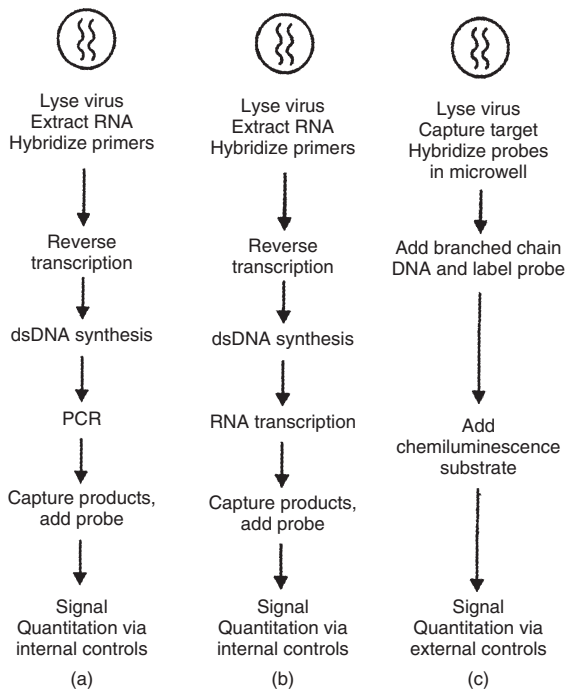 Lyse virus
Extract RNA
Hybridize primers
Reverse
transcription
dsDNA synthesis
PCR
Capture products,
add probe
Signal
Quantitation via
internal controls
(a)
Lyse virus
Extract RNA
Hybridize primers
Reverse
transcription
dsDNA synthesis
RNA transcription
Capture products,
add probe
Signal
Quantitation via
internal controls
(b)
Lyse virus
Capture target
Hybridize probes
in microwell
Add branched chain
DNA and label probe
Add
chemiluminescence
substrate
Signal
Quantitation via
external controls
(c)